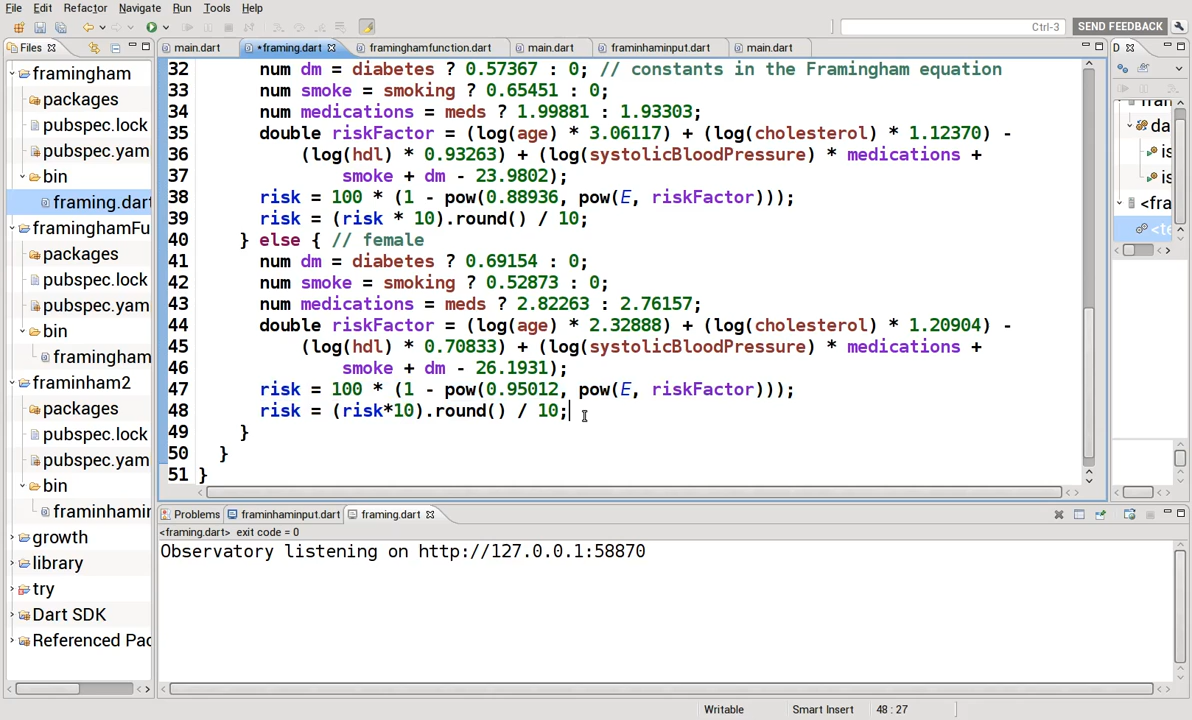 File Edit Refactor Navigate Run Tools Help
Ctrl-3 SEND FEEDBACK
Files main.dart *framing.dart framinghamfunction.dart main.dart framinhaminput.dart main.dart D
framingham
packages
pubspec.lock
pubspec.yam
bin
framing.dart
framinghamFu
packages
pubspec.lock
pubspec.yam
bin
framingham
framinham2
packages
pubspec.lock
pubspec.yam
bin
framinhamin
growth
library
try
Dart SDK
Referenced Pac
32 num dm = diabetes ? 0.57367 : 0; // constants in the Framingham equation
33 num smoke = smoking ? 0.65451 : 0;
34 num medications = meds ? 1.99881 : 1.93303;
35 double riskFactor = (log(age) * 3.06117) + (log(cholesterol) * 1.12370) -
36 (log(hdl) * 0.93263) + (log(systolicBloodPressure) * medications +
37 smoke + dm - 23.9802);
38 risk = 100 * (1 - pow(0.88936, pow(E, riskFactor)));
39 risk = (risk * 10).round() / 10;
40 } else { // female
41 num dm = diabetes ? 0.69154 : 0;
42 num smoke = smoking ? 0.52873 : 0;
43 num medications = meds ? 2.82263 : 2.76157;
44 double riskFactor = (log(age) * 2.32888) + (log(cholesterol) * 1.20904) -
45 (log(hdl) * 0.70833) + (log(systolicBloodPressure) * medications +
46 smoke + dm - 26.1931);
47 risk = 100 * (1 - pow(0.95012, pow(E, riskFactor)));
48 risk = (risk*10).round() / 10;
49 }
50 }
51 }
da
is
is
<fra
<te
Problems framinhaminput.dart framing.dart
<framing.dart> exit code = 0
Observatory listening on http://127.0.0.1:58870
Writable Smart Insert 48 : 27